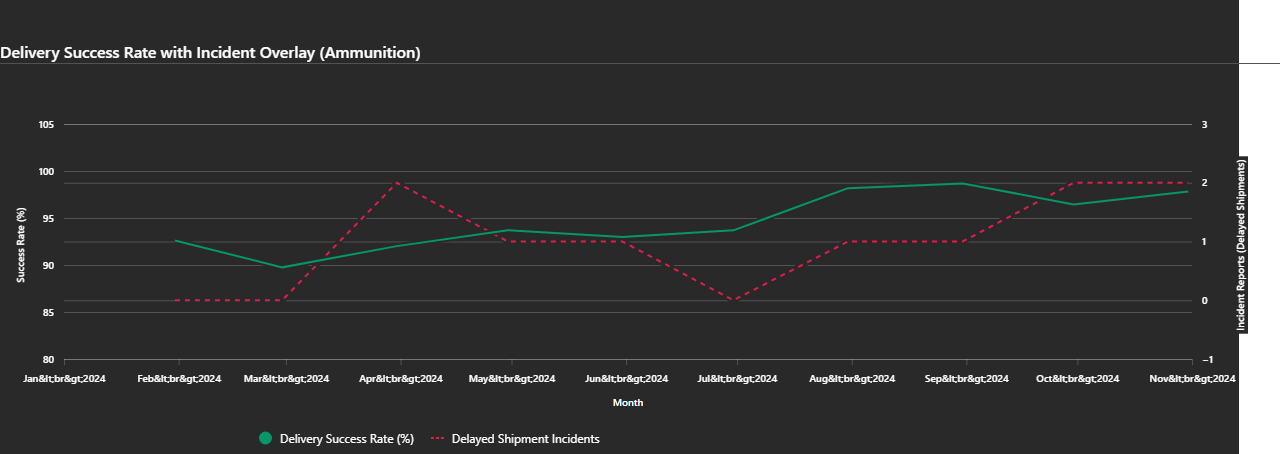 Delivery Success Rate with Incident Overlay (Ammunition)
105
100
95
90
85
80
Success Rate (%)
3
2
1
0
−1
Incident Reports (Delayed Shipments)
Jan&lt;br&gt;2024 Feb&lt;br&gt;2024 Mar&lt;br&gt;2024 Apr&lt;br&gt;2024 May&lt;br&gt;2024 Jun&lt;br&gt;2024 Jul&lt;br&gt;2024 Aug&lt;br&gt;2024 Sep&lt;br&gt;2024 Oct&lt;br&gt;2024 Nov&lt;br&gt;2024
Month
Delivery Success Rate (%) Delayed Shipment Incidents